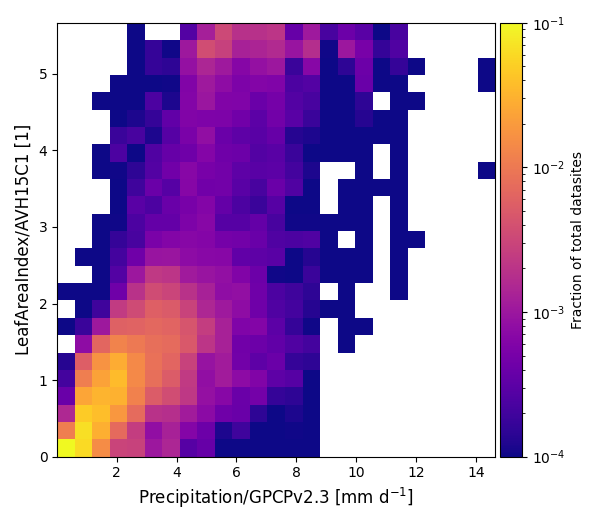 LeafAreaIndex/AVH15C1 [1]
5
4
3
2
1
0
2 4 6 8 10 12 14
Precipitation/GPCPv2.3 [mm d⁻¹]
10⁻¹
10⁻²
10⁻³
10⁻⁴
Fraction of total datasites